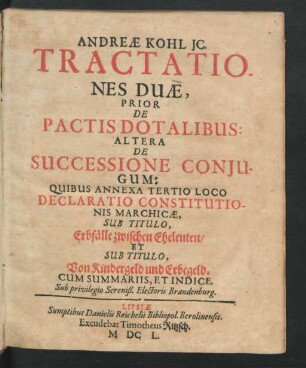 ANDREÆ KOHL JC.
TRACTATIO-
NES DUÆ,
PRIOR
DE
PACTIS DOTALIBUS:
ALTERA
DE
SUCCESSIONE CONJU-
GUM:
QUIBUS ANNEXA TERTIO LOCO
DECLARATIO CONSTITUTIO-
NIS MARCHICÆ,
SUB TITULO,
Erbfälle zwischen Eheleuten/
ET
SUB TITULO,
Von Kindergeld und Erbegeld.
CUM SUMMARIIS, ET INDICE.
Sub privilegio Sereniss. Electoris Brandenburg.
LIPSIÆ
Sumptibus Danielis Reichelii Bibliopol. Berolinensis.
Excudebat Timotheus Ritzsch.
M DC L.